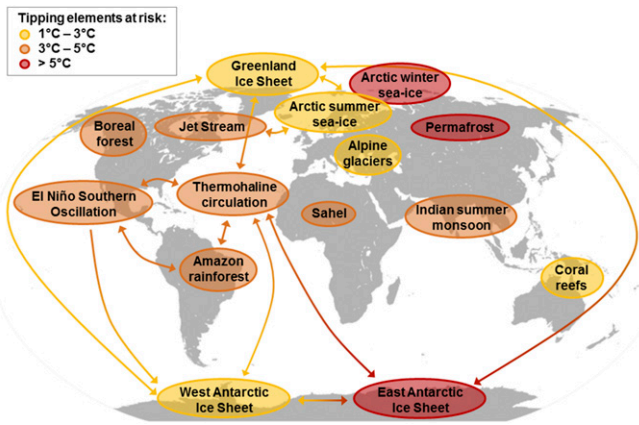 Tipping elements at risk:
1°C – 3°C
3°C – 5°C
> 5°C
Greenland
Ice Sheet
Arctic winter
sea-ice
Arctic summer
sea-ice
Boreal
forest
Jet Stream
Permafrost
Alpine
glaciers
El Niño Southern
Oscillation
Thermohaline
circulation
Sahel
Indian summer
monsoon
Amazon
rainforest
Coral
reefs
West Antarctic
Ice Sheet
East Antarctic
Ice Sheet